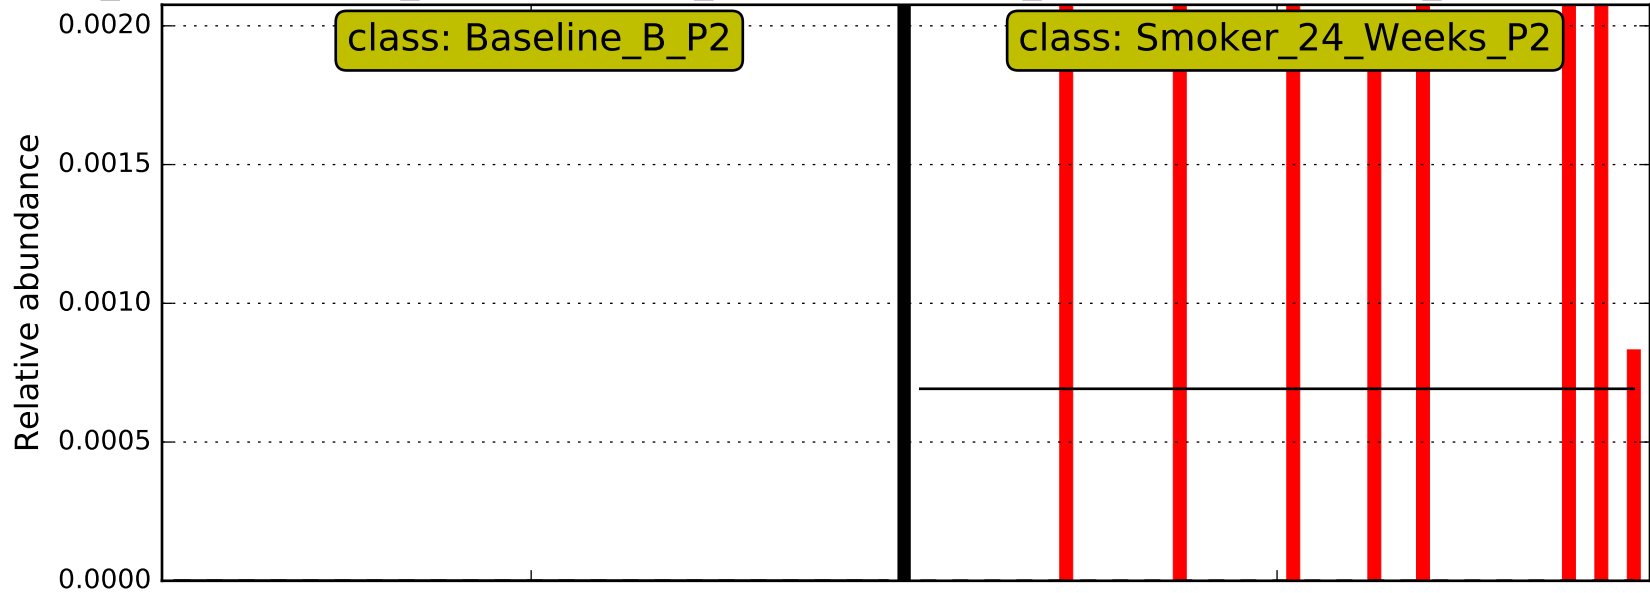 class: Baseline_B_P2
class: Smoker_24_Weeks_P2
Relative abundance
0.0020
0.0015
0.0010
0.0005
0.0000